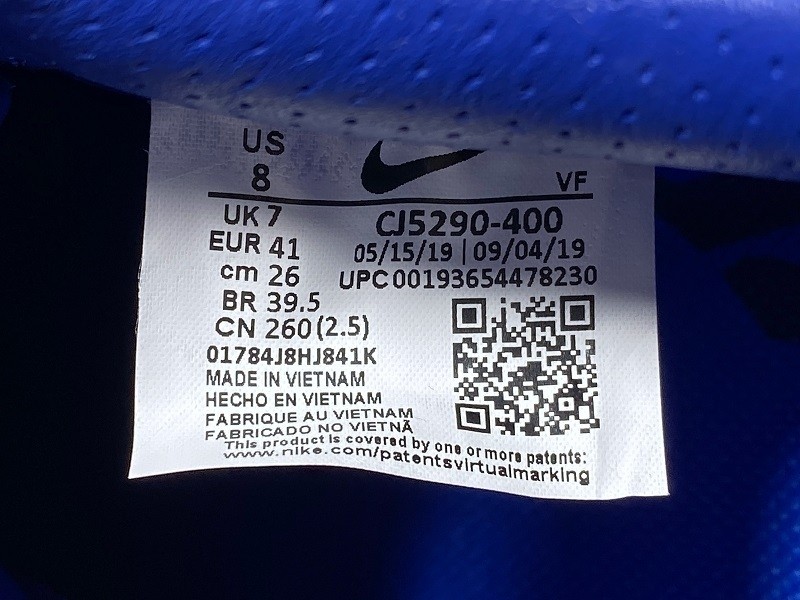 US
8
VF
UK 7
EUR 41
cm 26
BR 39.5
CN 260 (2.5)
CJ5290-400
05/15/19 | 09/04/19
UPC 00193654478230
01784J8HJ841K
MADE IN VIETNAM
HECHO EN VIETNAM
FABRIQUE AU VIETNAM
FABRICADO NO VIETNÃ
This product is covered by one or more patents:
www.nike.com/patentsvirtualmarking